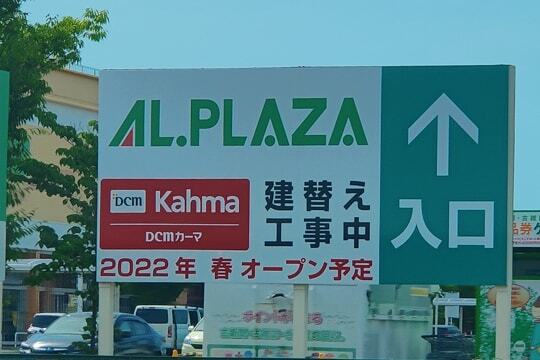 AL.PLAZA
DCM Kahma
DCMカーマ
建替え
工事中
2022年 春 オープン予定
入口